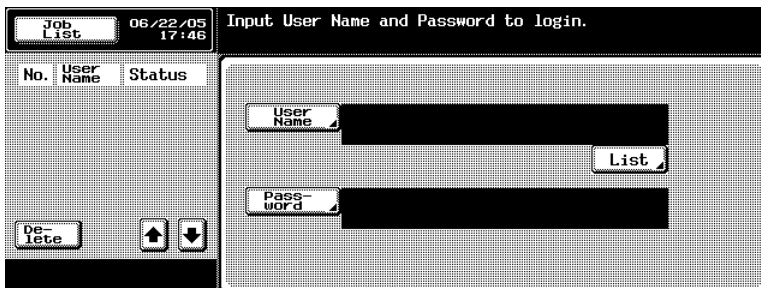 Job List
06/22/05
17:46
Input User Name and Password to login.
No. User Name Status
User Name
List
Pass-word
De-lete